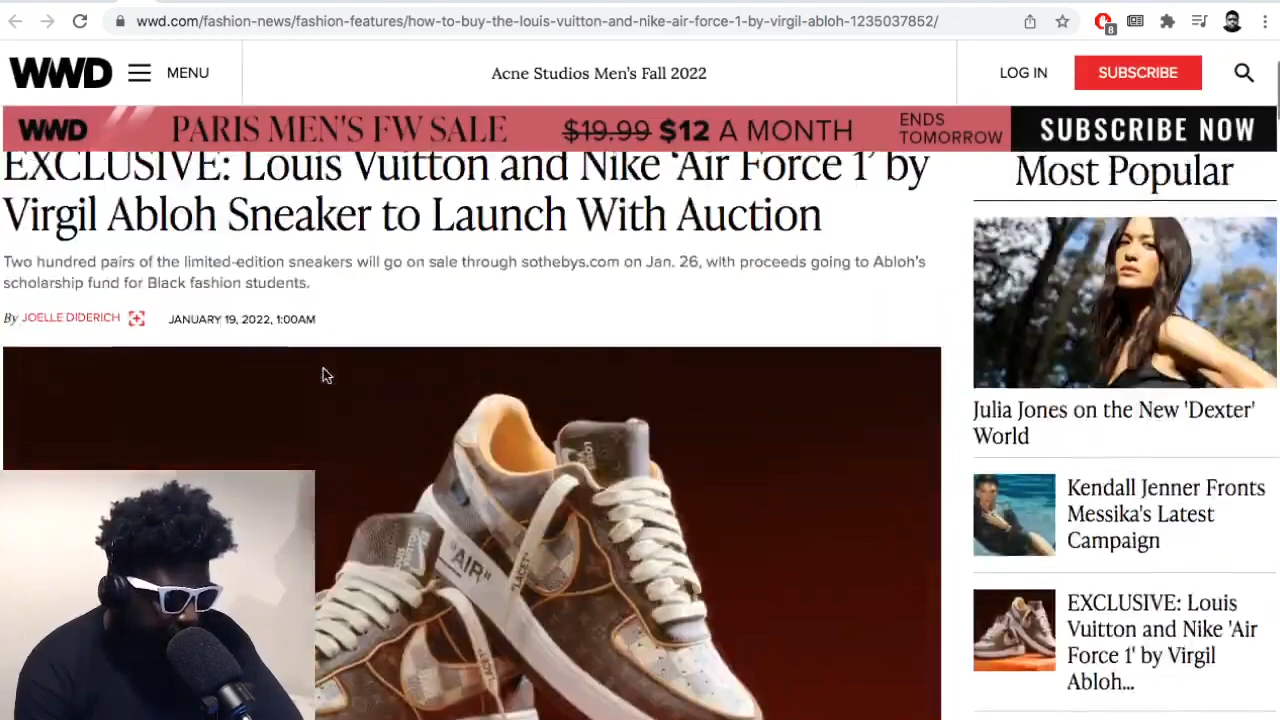 wwd.com/fashion-news/fashion-features/how-to-buy-the-louis-vuitton-and-nike-air-force-1-by-virgil-abloh-1235037852/
8
WWD
MENU
Acne Studios Men's Fall 2022
LOG IN
SUBSCRIBE
WWD
PARIS MEN'S FW SALE
$19.99 $12 A MONTH
ENDS
TOMORROW
SUBSCRIBE NOW
EXCLUSIVE: Louis Vuitton and Nike ‘Air Force 1’ by
Virgil Abloh Sneaker to Launch With Auction
Two hundred pairs of the limited-edition sneakers will go on sale through sothebys.com on Jan. 26, with proceeds going to Abloh's
scholarship fund for Black fashion students.
By JOELLE DIDERICH
JANUARY 19, 2022, 1:00AM
"AIR"
"LACET"
Most Popular
Julia Jones on the New 'Dexter'
World
Kendall Jenner Fronts
Messika's Latest
Campaign
EXCLUSIVE: Louis
Vuitton and Nike 'Air
Force 1' by Virgil
Abloh...